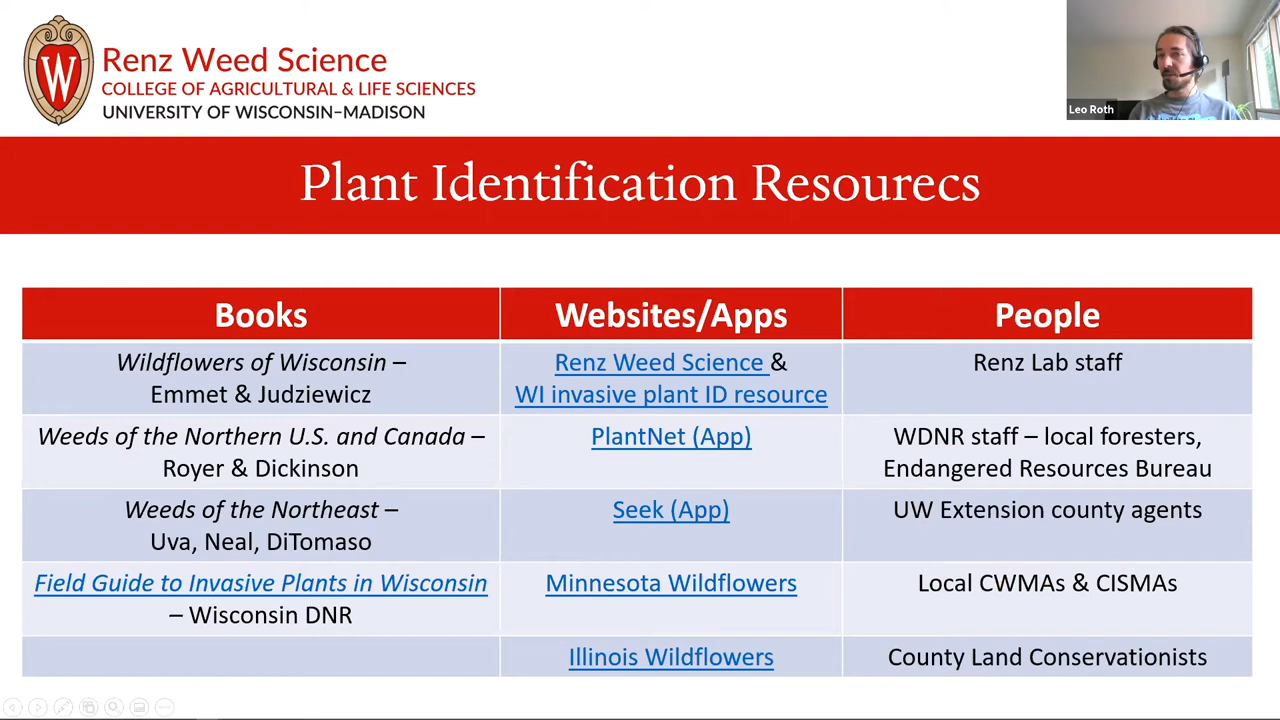 W
Renz Weed Science
COLLEGE OF AGRICULTURAL & LIFE SCIENCES
UNIVERSITY OF WISCONSIN–MADISON
Leo Roth
Plant Identification Resourecs
Books
Websites/Apps
People
Wildflowers of Wisconsin –
Emmet & Judziewicz
Renz Weed Science &
WI invasive plant ID resource
Renz Lab staff
Weeds of the Northern U.S. and Canada –
Royer & Dickinson
PlantNet (App)
WDNR staff – local foresters,
Endangered Resources Bureau
Weeds of the Northeast –
Uva, Neal, DiTomaso
Seek (App)
UW Extension county agents
Field Guide to Invasive Plants in Wisconsin
– Wisconsin DNR
Minnesota Wildflowers
Local CWMAs & CISMAs
Illinois Wildflowers
County Land Conservationists